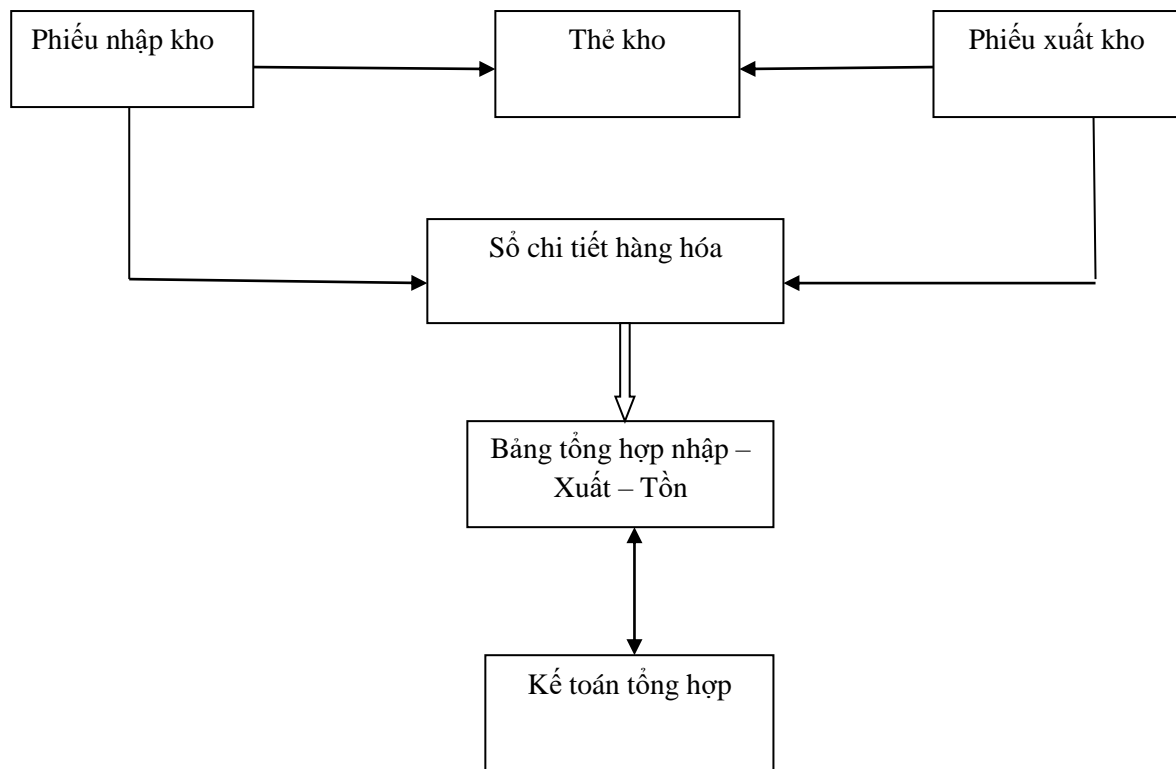 Phiếu nhập kho
Thẻ kho
Phiếu xuất kho
Sổ chi tiết hàng hóa
Bảng tổng hợp nhập –
Xuất – Tồn
Kế toán tổng hợp